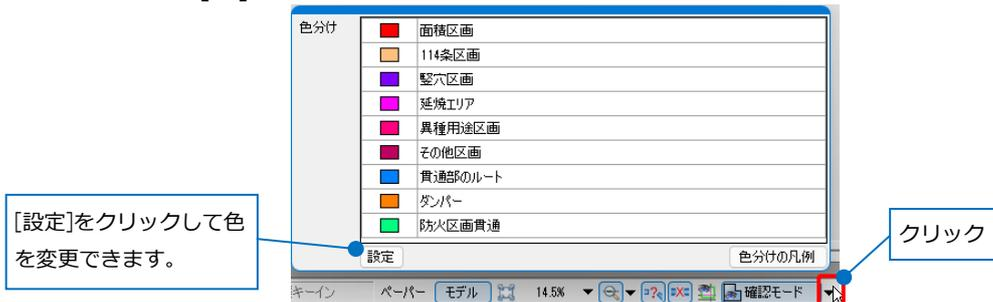 色分け
面積区画
114条区画
竪穴区画
延焼エリア
異種用途区画
その他区画
貫通部のルート
ダンパー
防火区画貫通
[設定]をクリックして色
を変更できます。
クリック
設定
色分けの凡例
キーイン
ペーパー モデル 14.5% 確認モード